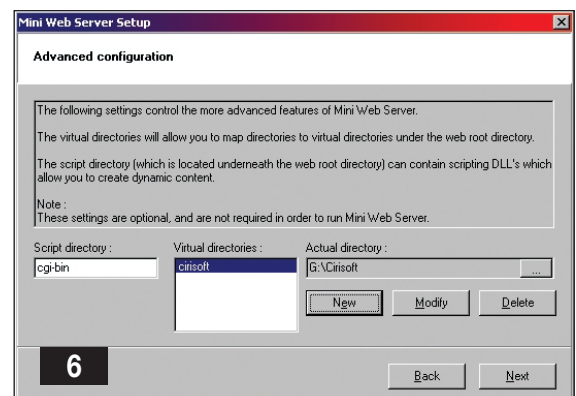 Mini Web Server Setup
Advanced configuration
The following settings control the more advanced features of Mini Web Server.
The virtual directories will allow you to map directories to virtual directories under the web root directory.
The script directory (which is located underneath the web root directory) can contain scripting DLL's which
allow you to create dynamic content.
Note :
These settings are optional, and are not required in order to run Mini Web Server.
Script directory :
cgi-bin
Virtual directories :
cirisoft
Actual directory :
G:\Cirisoft
...
New
Modify
Delete
6
Back
Next